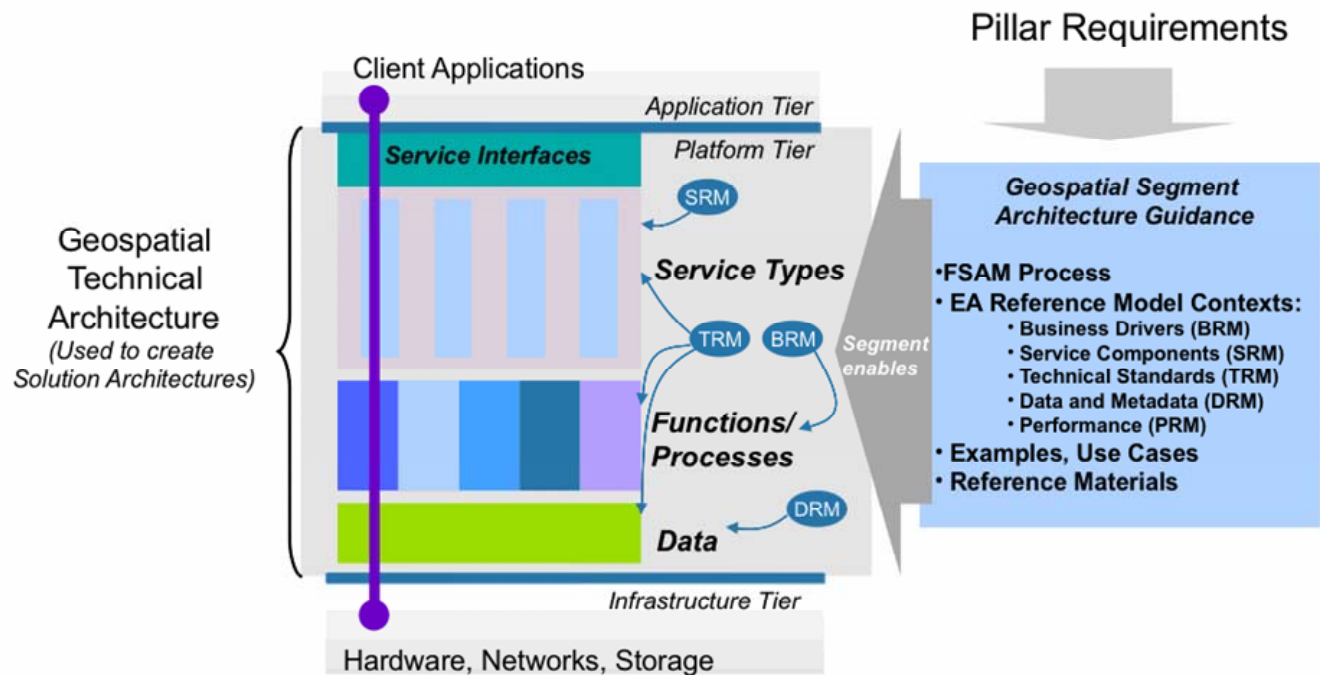 Pillar Requirements
Client Applications
Application Tier
Service Interfaces
Platform Tier
SRM
Service Types
TRM
BRM
Segment
enables
Functions/
Processes
DRM
Data
Infrastructure Tier
Hardware, Networks, Storage
Geospatial
Technical
Architecture
(Used to create
Solution Architectures)
Geospatial Segment
Architecture Guidance
•FSAM Process
• EA Reference Model Contexts:
• Business Drivers (BRM)
• Service Components (SRM)
• Technical Standards (TRM)
• Data and Metadata (DRM)
• Performance (PRM)
• Examples, Use Cases
• Reference Materials